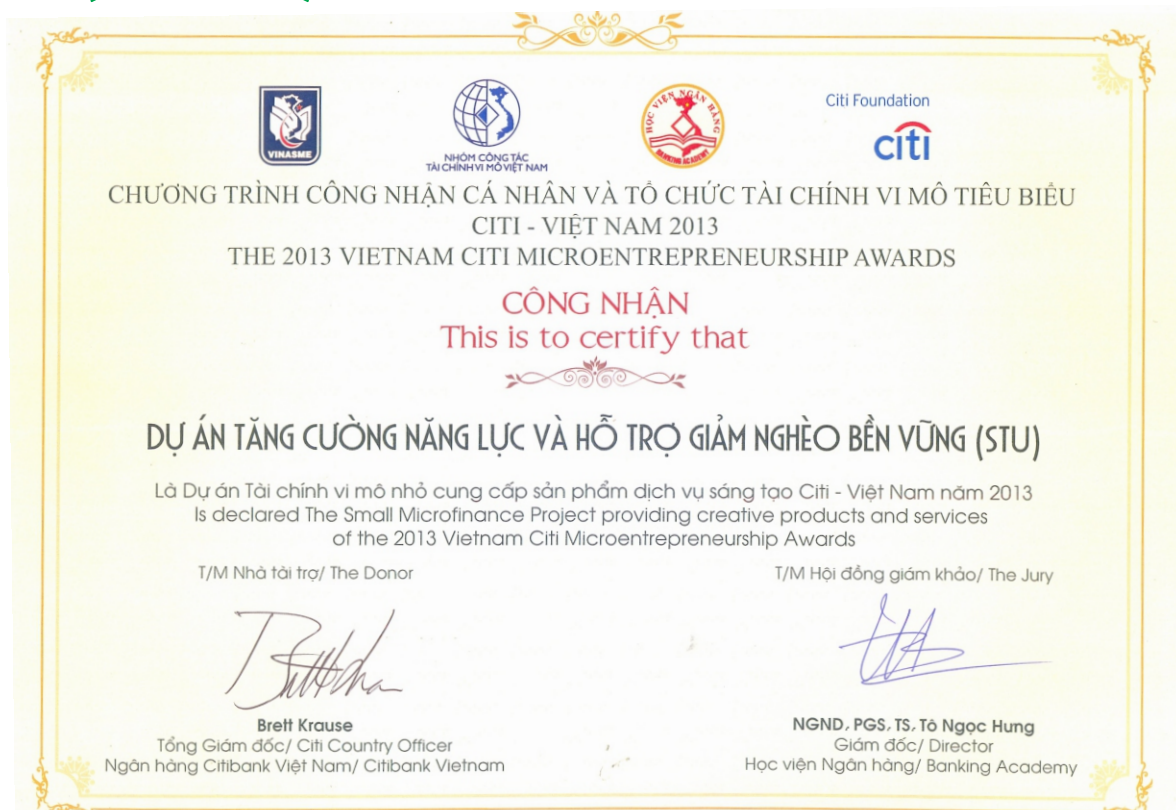 VINASME
NHÓM CÔNG TÁC
TÀI CHÍNH VI MÔ VIỆT NAM
HỌC VIỆN NGÂN HÀNG
BANKING ACADEMY
Citi Foundation
citi
CHƯƠNG TRÌNH CÔNG NHẬN CÁ NHÂN VÀ TỔ CHỨC TÀI CHÍNH VI MÔ TIÊU BIỂU
CITI - VIỆT NAM 2013
THE 2013 VIETNAM CITI MICROENTREPRENEURSHIP AWARDS
CÔNG NHẬN
This is to certify that
DỰ ÁN TĂNG CƯỜNG NĂNG LỰC VÀ HỖ TRỢ GIẢM NGHÈO BỀN VỮNG (STU)
Là Dự án Tài chính vi mô nhỏ cung cấp sản phẩm dịch vụ sáng tạo Citi - Việt Nam năm 2013
Is declared The Small Microfinance Project providing creative products and services
of the 2013 Vietnam Citi Microentrepreneurship Awards
T/M Nhà tài trợ/ The Donor
T/M Hội đồng giám khảo/ The Jury
Brett Krause
Tổng Giám đốc/ Citi Country Officer
Ngân hàng Citibank Việt Nam/ Citibank Vietnam
NGND, PGS, TS, Tô Ngọc Hưng
Giám đốc/ Director
Học viện Ngân hàng/ Banking Academy